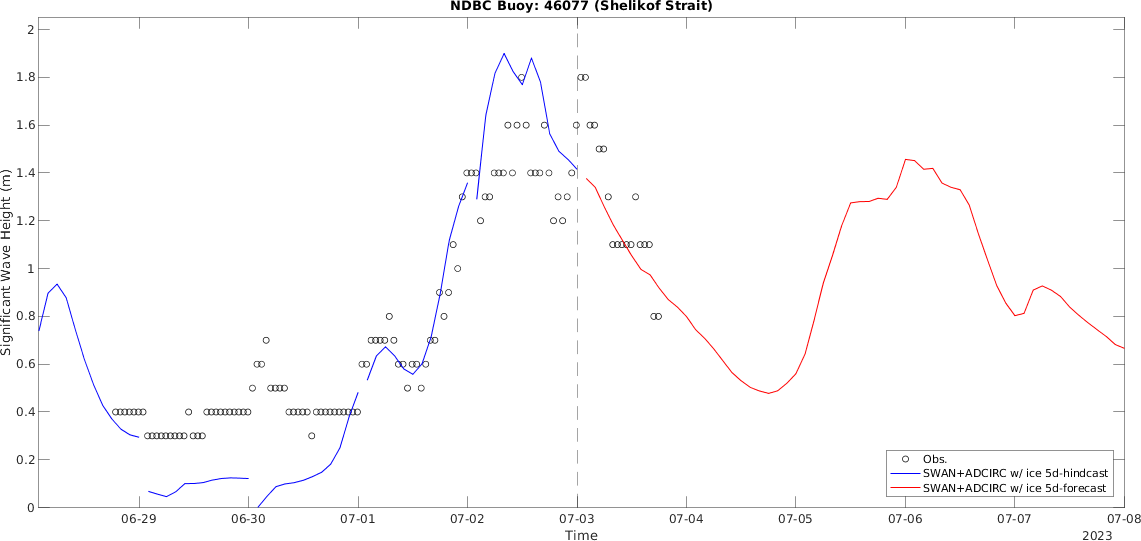 NDBC Buoy: 46077 (Shelikof Strait)
Significant Wave Height (m)
2
1.8
1.6
1.4
1.2
1
0.8
0.6
0.4
0.2
0
Obs.
SWAN+ADCIRC w/ ice 5d-hindcast
SWAN+ADCIRC w/ ice 5d-forecast
06-29 06-30 07-01 07-02 07-03 07-04 07-05 07-06 07-07 07-08
Time
2023